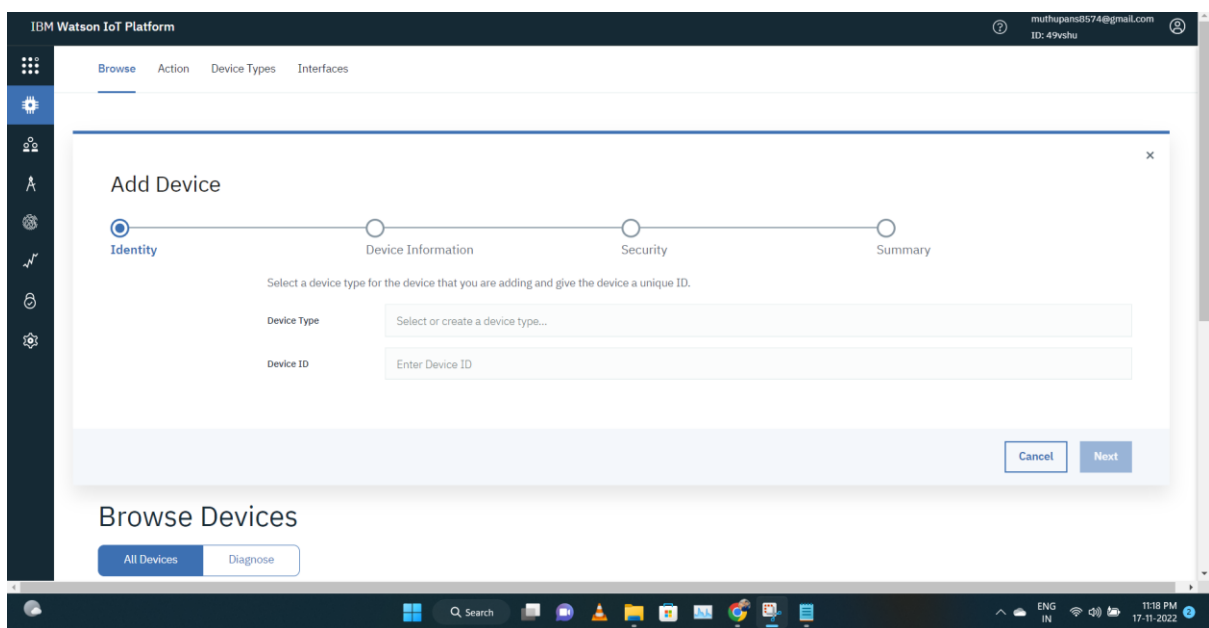 IBM Watson IoT Platform
muthupans8574@gmail.com
ID: 49vshu
Browse Action Device Types Interfaces
Add Device
Identity Device Information Security Summary
Select a device type for the device that you are adding and give the device a unique ID.
Device Type Select or create a device type...
Device ID Enter Device ID
Cancel Next
Browse Devices
All Devices Diagnose
Search
ENG
IN
11:18 PM
17-11-2022
2